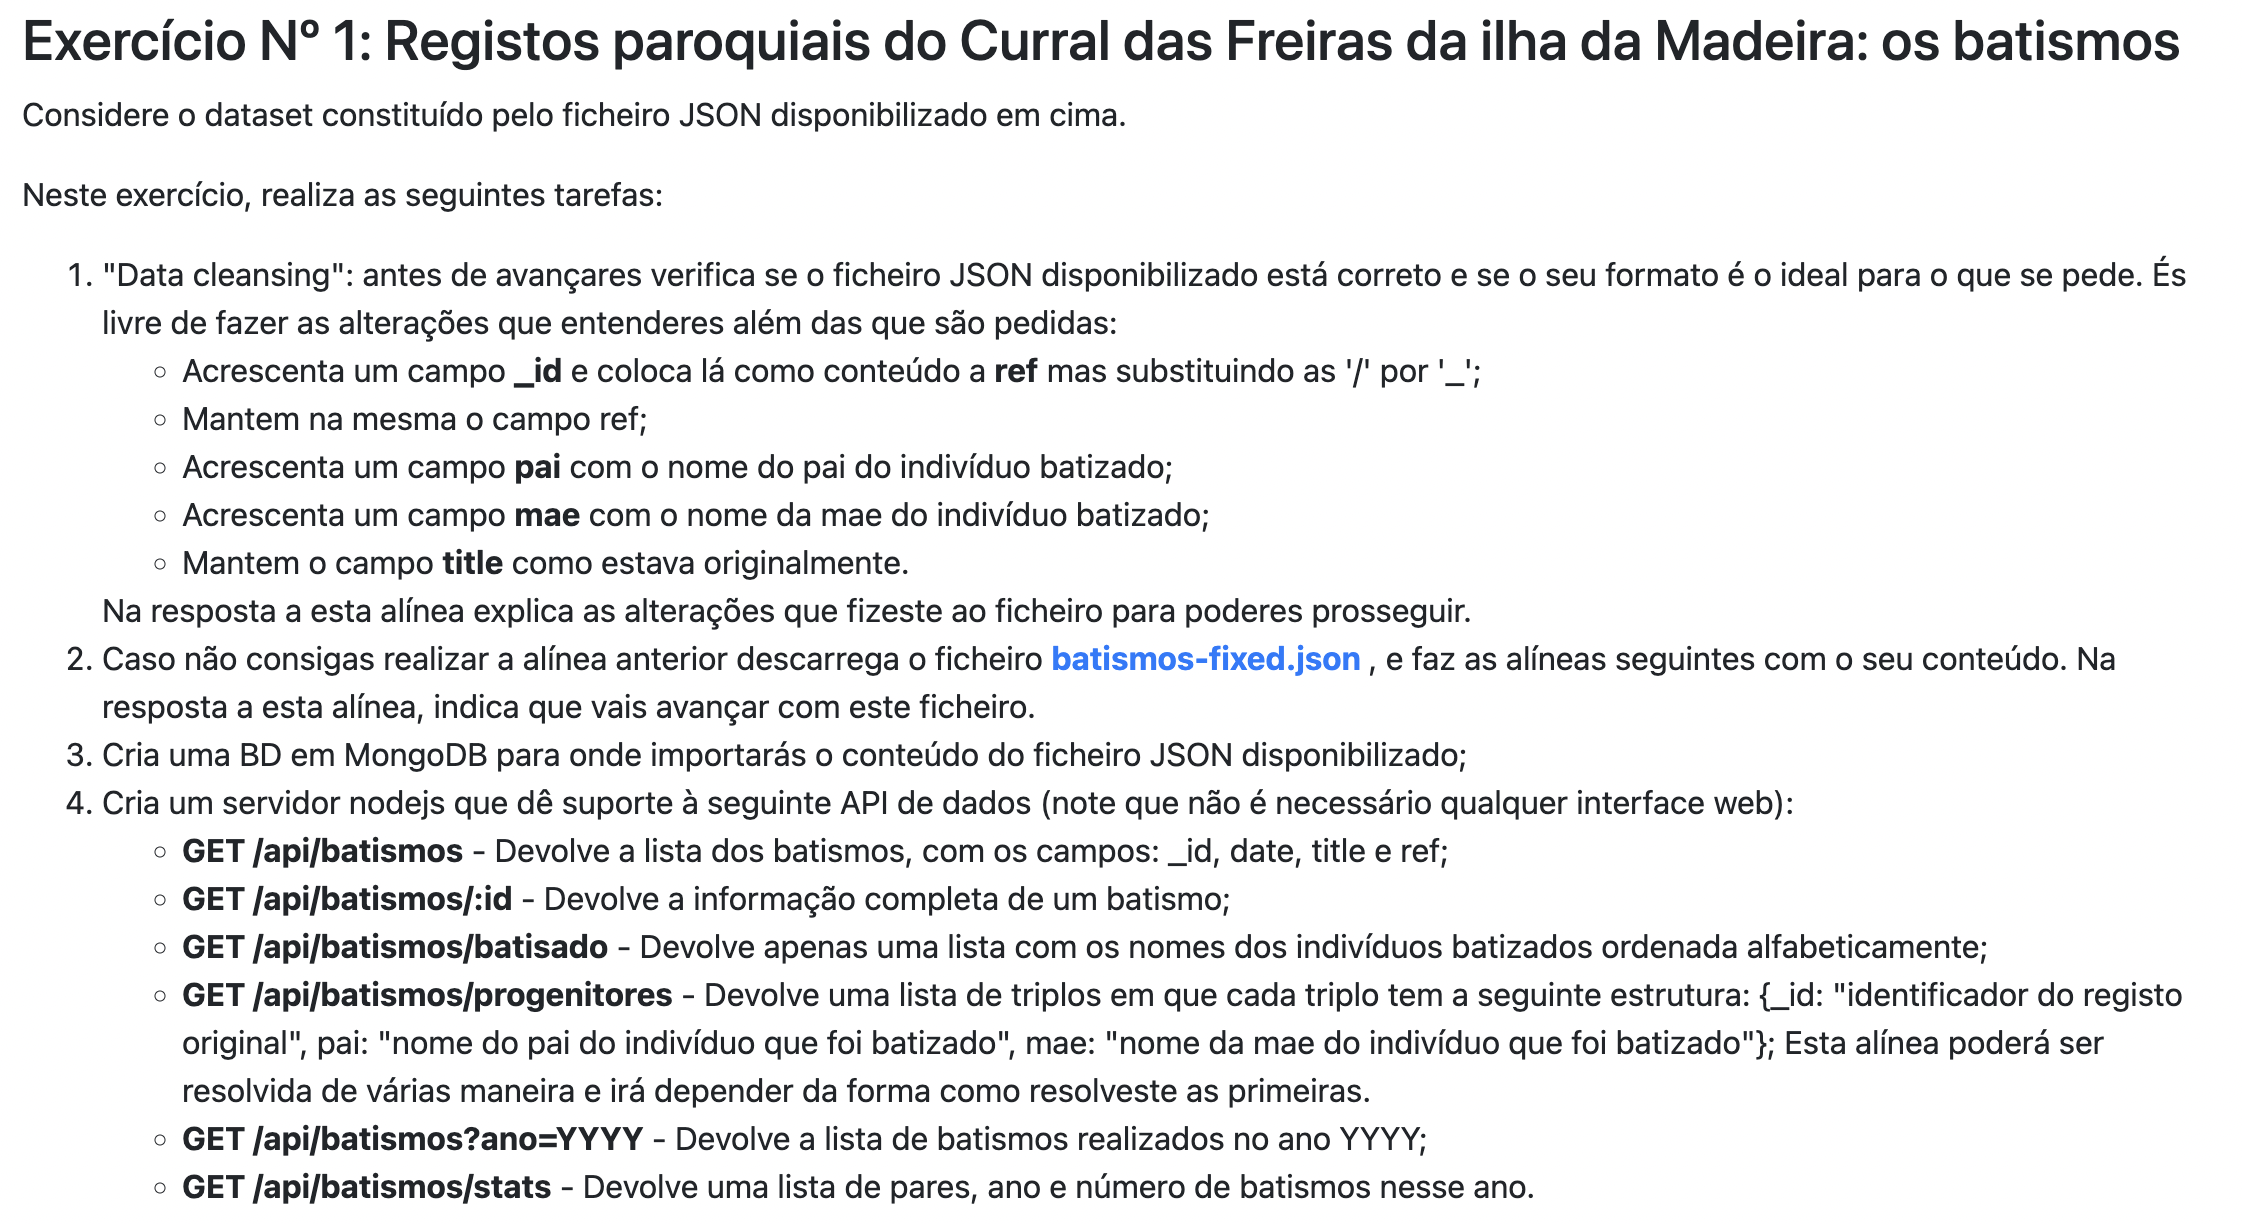 Exercício Nº 1: Registos paroquiais do Curral das Freiras da ilha da Madeira: os batismos
Considere o dataset constituído pelo ficheiro JSON disponibilizado em cima.
Neste exercício, realiza as seguintes tarefas:
1. "Data cleansing": antes de avançares verifica se o ficheiro JSON disponibilizado está correto e se o seu formato é o ideal para o que se pede. És
livre de fazer as alterações que entenderes além das que são pedidas:
◦ Acrescenta um campo _id e coloca lá como conteúdo a ref mas substituindo as '/' por '_';
◦ Mantem na mesma o campo ref;
◦ Acrescenta um campo pai com o nome do pai do indivíduo batizado;
◦ Acrescenta um campo mae com o nome da mae do indivíduo batizado;
◦ Mantem o campo title como estava originalmente.
Na resposta a esta alínea explica as alterações que fizeste ao ficheiro para poderes prosseguir.
2. Caso não consigas realizar a alínea anterior descarrega o ficheiro batismos-fixed.json , e faz as alíneas seguintes com o seu conteúdo. Na
resposta a esta alínea, indica que vais avançar com este ficheiro.
3. Cria uma BD em MongoDB para onde importarás o conteúdo do ficheiro JSON disponibilizado;
4. Cria um servidor nodejs que dê suporte à seguinte API de dados (note que não é necessário qualquer interface web):
◦ GET /api/batismos - Devolve a lista dos batismos, com os campos: _id, date, title e ref;
◦ GET /api/batismos/:id - Devolve a informação completa de um batismo;
◦ GET /api/batismos/batisado - Devolve apenas uma lista com os nomes dos indivíduos batizados ordenada alfabeticamente;
◦ GET /api/batismos/progenitores - Devolve uma lista de triplos em que cada triplo tem a seguinte estrutura: {_id: "identificador do registo
original", pai: "nome do pai do indivíduo que foi batizado", mae: "nome da mae do indivíduo que foi batizado"}; Esta alínea poderá ser
resolvida de várias maneira e irá depender da forma como resolveste as primeiras.
◦ GET /api/batismos?ano=YYYY - Devolve a lista de batismos realizados no ano YYYY;
◦ GET /api/batismos/stats - Devolve uma lista de pares, ano e número de batismos nesse ano.